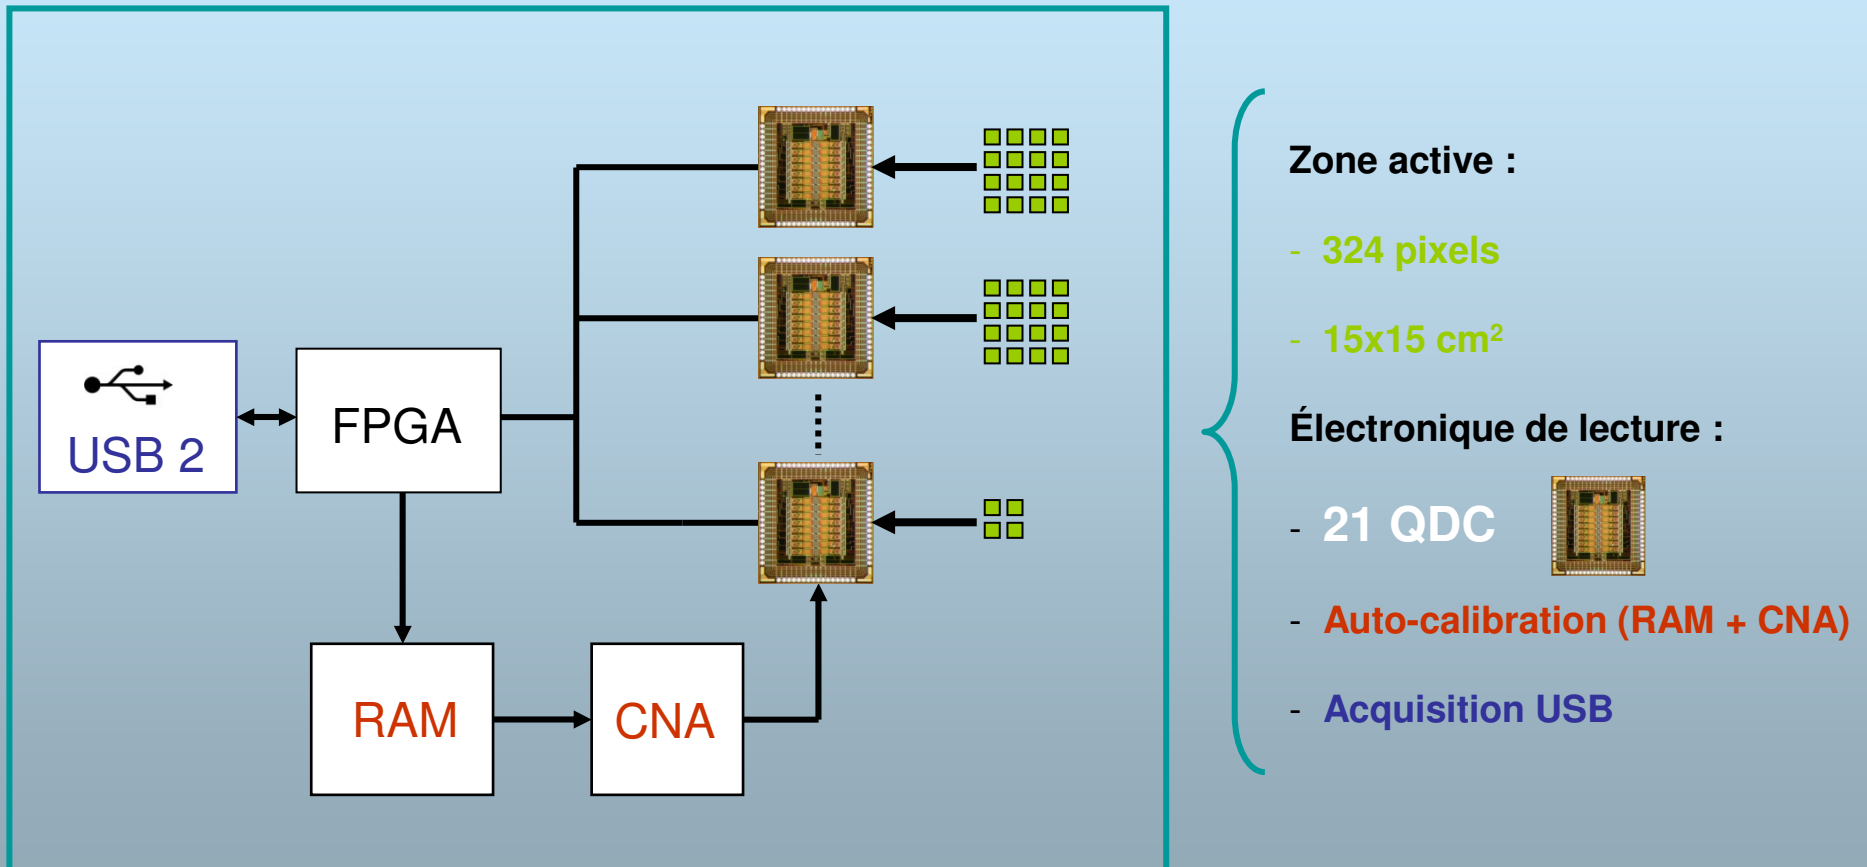 USB 2
FPGA
RAM
CNA
Zone active :
- 324 pixels
- 15x15 cm²
Électronique de lecture :
- 21 QDC
- Auto-calibration (RAM + CNA)
- Acquisition USB